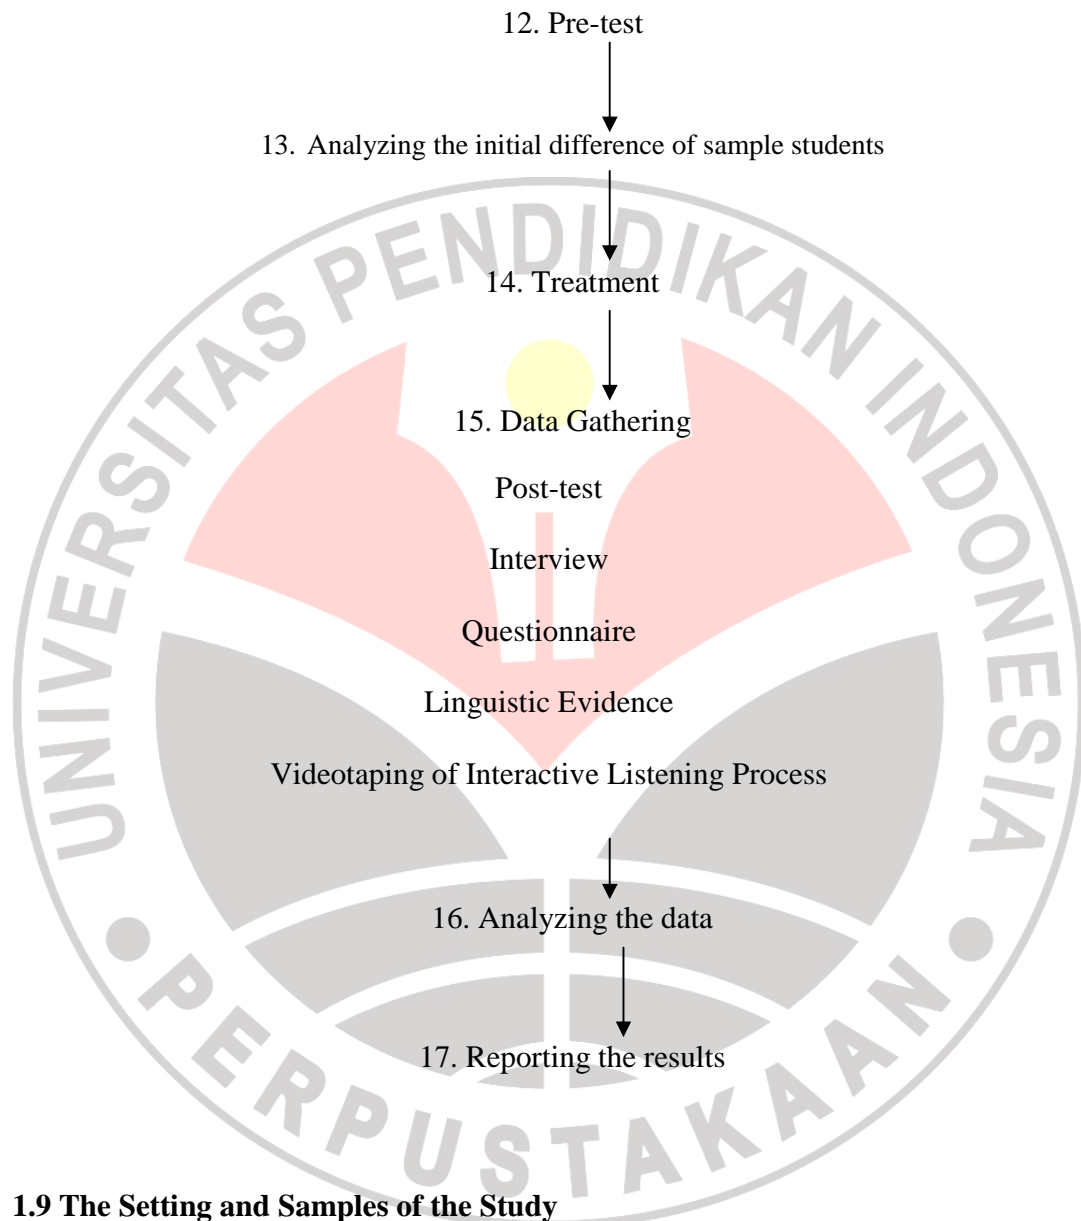 12. Pre-test
13. Analyzing the initial difference of sample students
14. Treatment
15. Data Gathering
Post-test
Interview
Questionnaire
Linguistic Evidence
Videotaping of Interactive Listening Process
16. Analyzing the data
17. Reporting the results
1.9 The Setting and Samples of the Study
UNIVERSITAS PENDIDIKAN INDONESIA
PERPUSTAKAAN